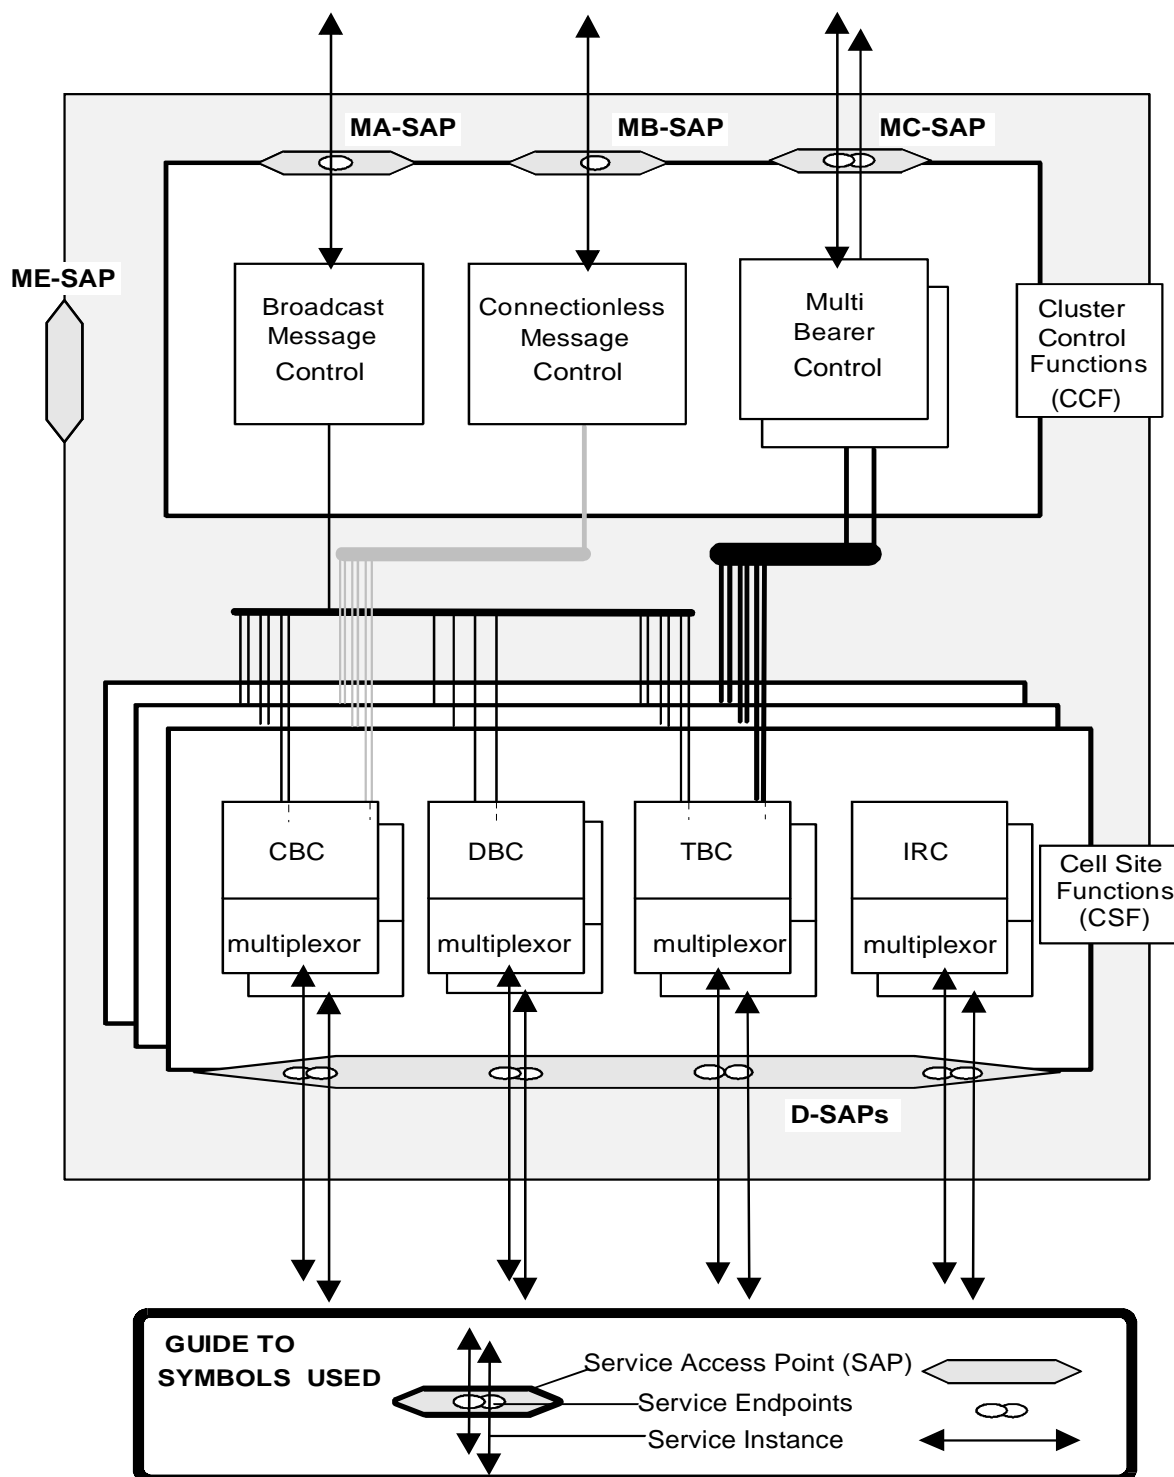 MA-SAP
MB-SAP
MC-SAP
ME-SAP
Broadcast
Message
Control
Connectionless
Message
Control
Multi
Bearer
Control
Cluster
Control
Functions
(CCF)
CBC
DBC
TBC
IRC
multiplexor
multiplexor
multiplexor
multiplexor
Cell Site
Functions
(CSF)
D-SAPs
GUIDE TO
SYMBOLS USED
Service Access Point (SAP)
Service Endpoints
Service Instance